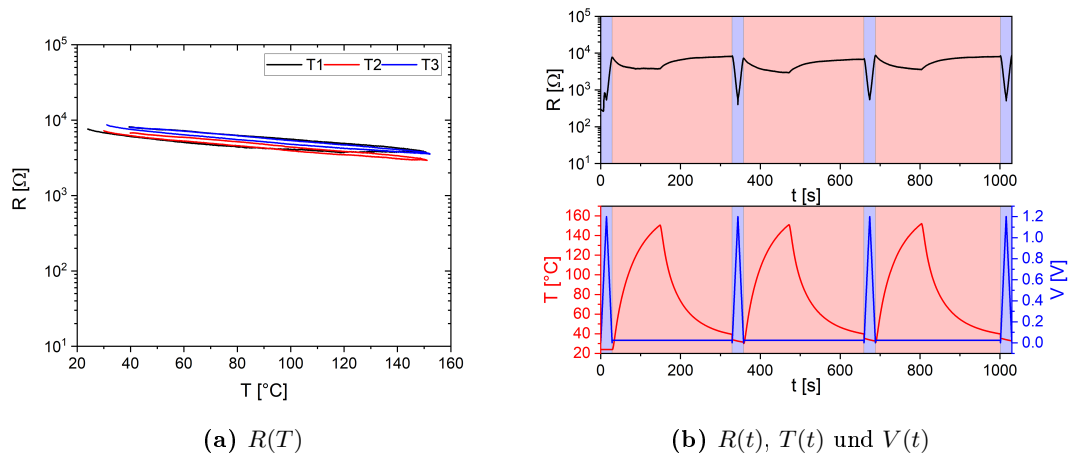 10⁵
10⁴
10³
10²
10¹
R [Ω]
T1 T2 T3
20 40 60 80 100 120 140 160
T [°C]
(a) R(T)
10⁵
10⁴
10³
10²
10¹
R [Ω]
0 200 400 600 800 1000
t [s]
160
140
120
100
80
60
40
20
T [°C]
1.2
1.0
0.8
0.6
0.4
0.2
0.0
V [V]
0 200 400 600 800 1000
t [s]
(b) R(t), T(t) und V(t)